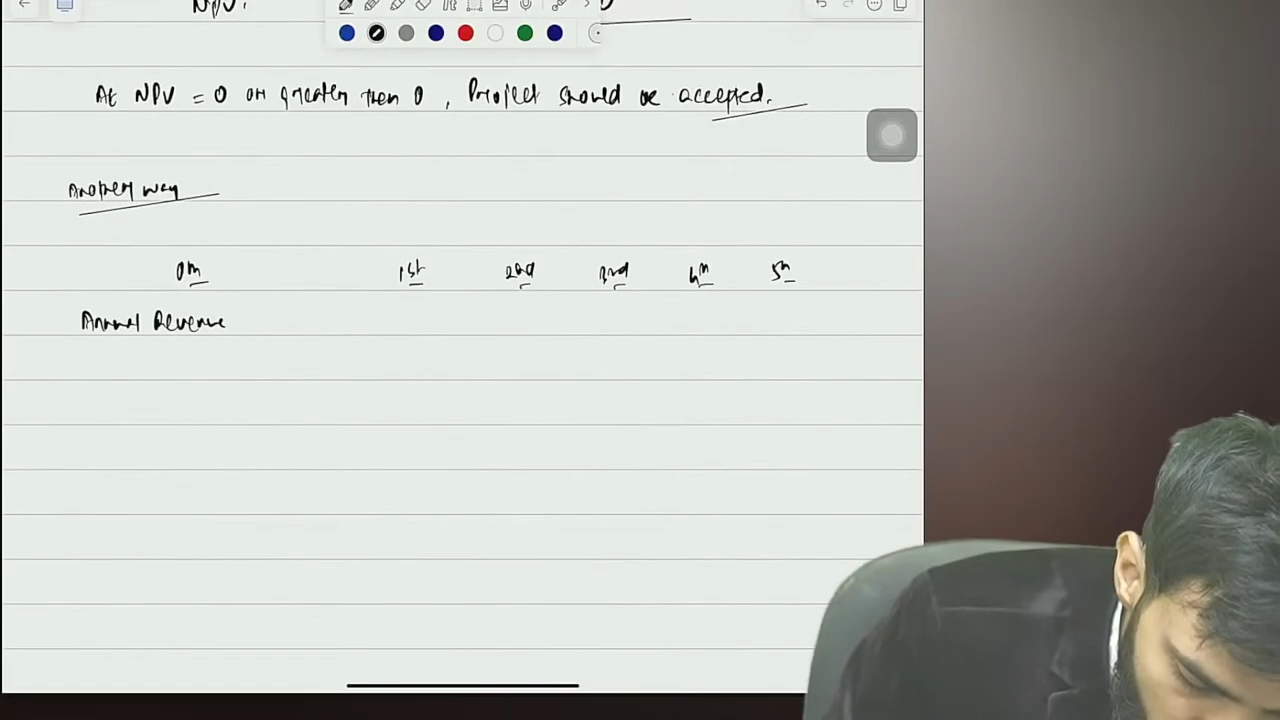 NPV.
At NPV = 0 or greater then 0, Project should be accepted.
Another way
0th 1st 2nd 3rd 4th 5th
Annual Revenue